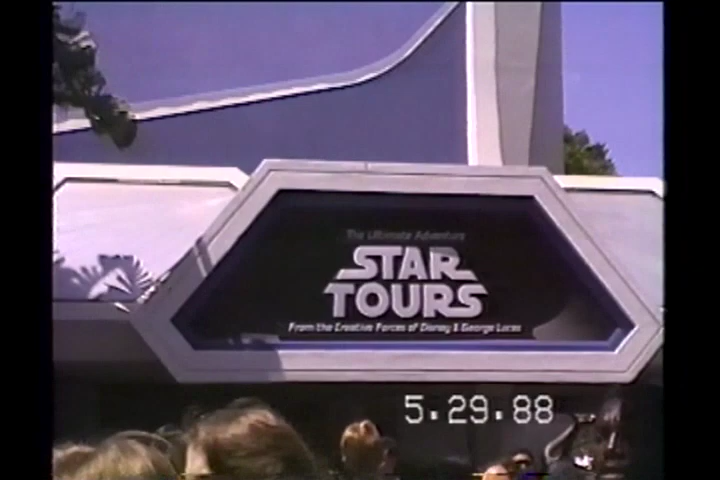 The Ultimate Adventure
STAR
TOURS
From the Creative Forces of Disney & George Lucas
5.29.88